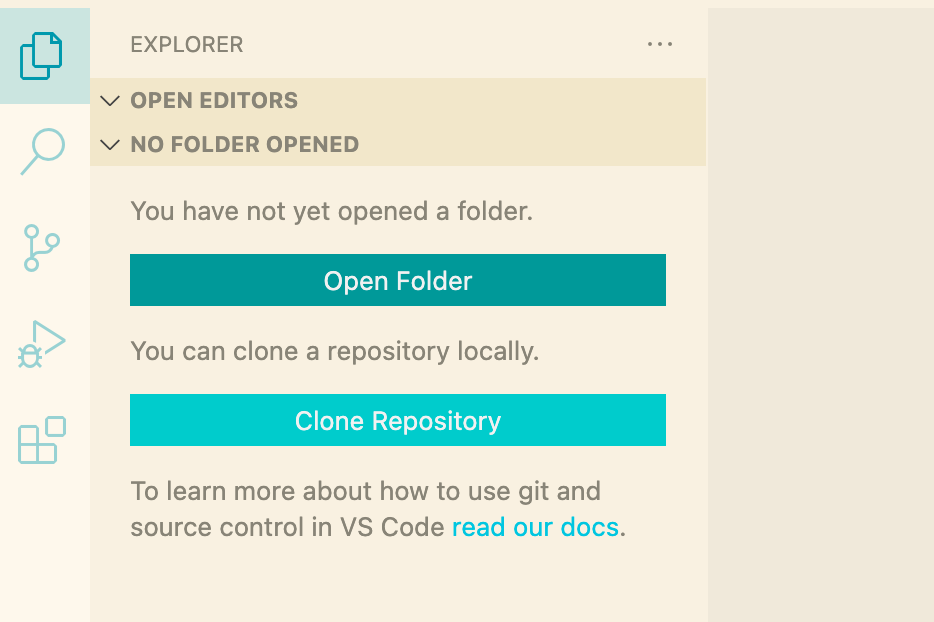 EXPLORER
OPEN EDITORS
NO FOLDER OPENED
You have not yet opened a folder.
Open Folder
You can clone a repository locally.
Clone Repository
To learn more about how to use git and
source control in VS Code read our docs.